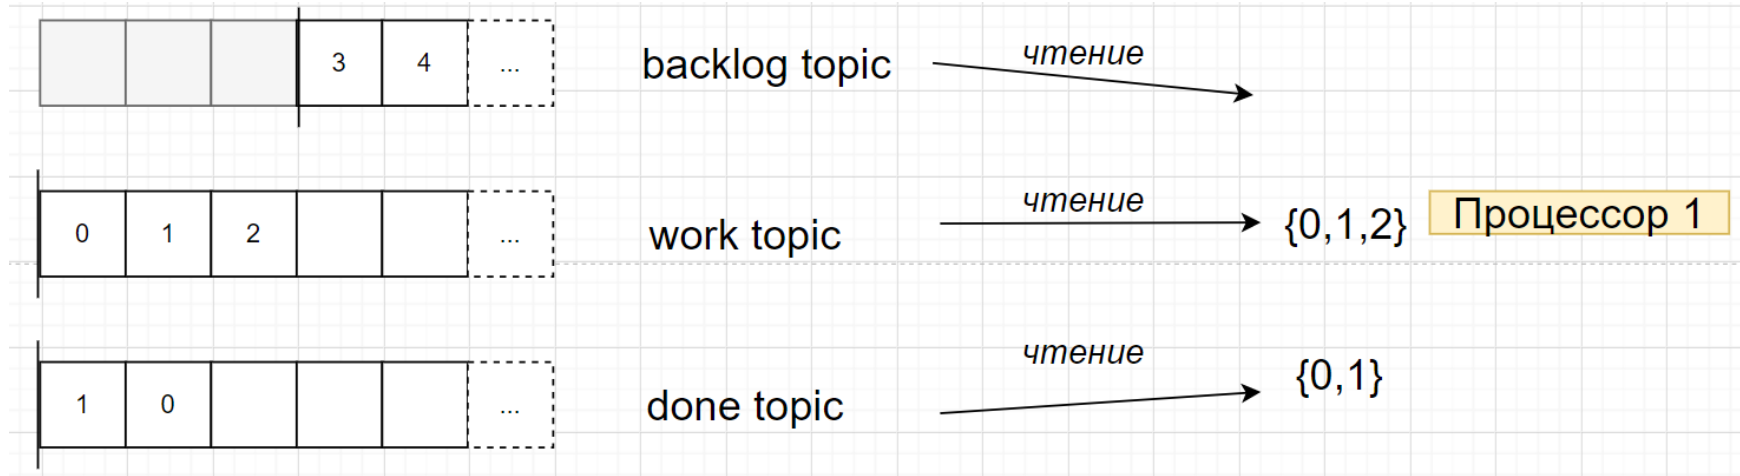 3 4 ... backlog topic чтение
0 1 2 ... work topic чтение {0,1,2} Процессор 1
1 0 ... done topic чтение {0,1}